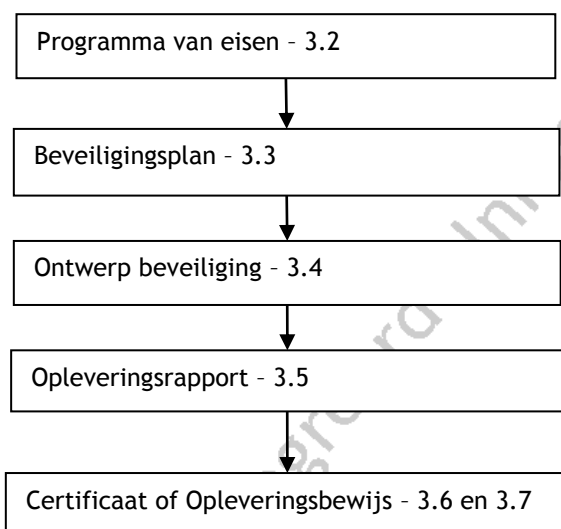 Programma van eisen – 3.2
Beveiligingsplan – 3.3
Ontwerp beveiliging – 3.4
Opleveringsrapport – 3.5
Certificaat of Opleveringsbewijs – 3.6 en 3.7